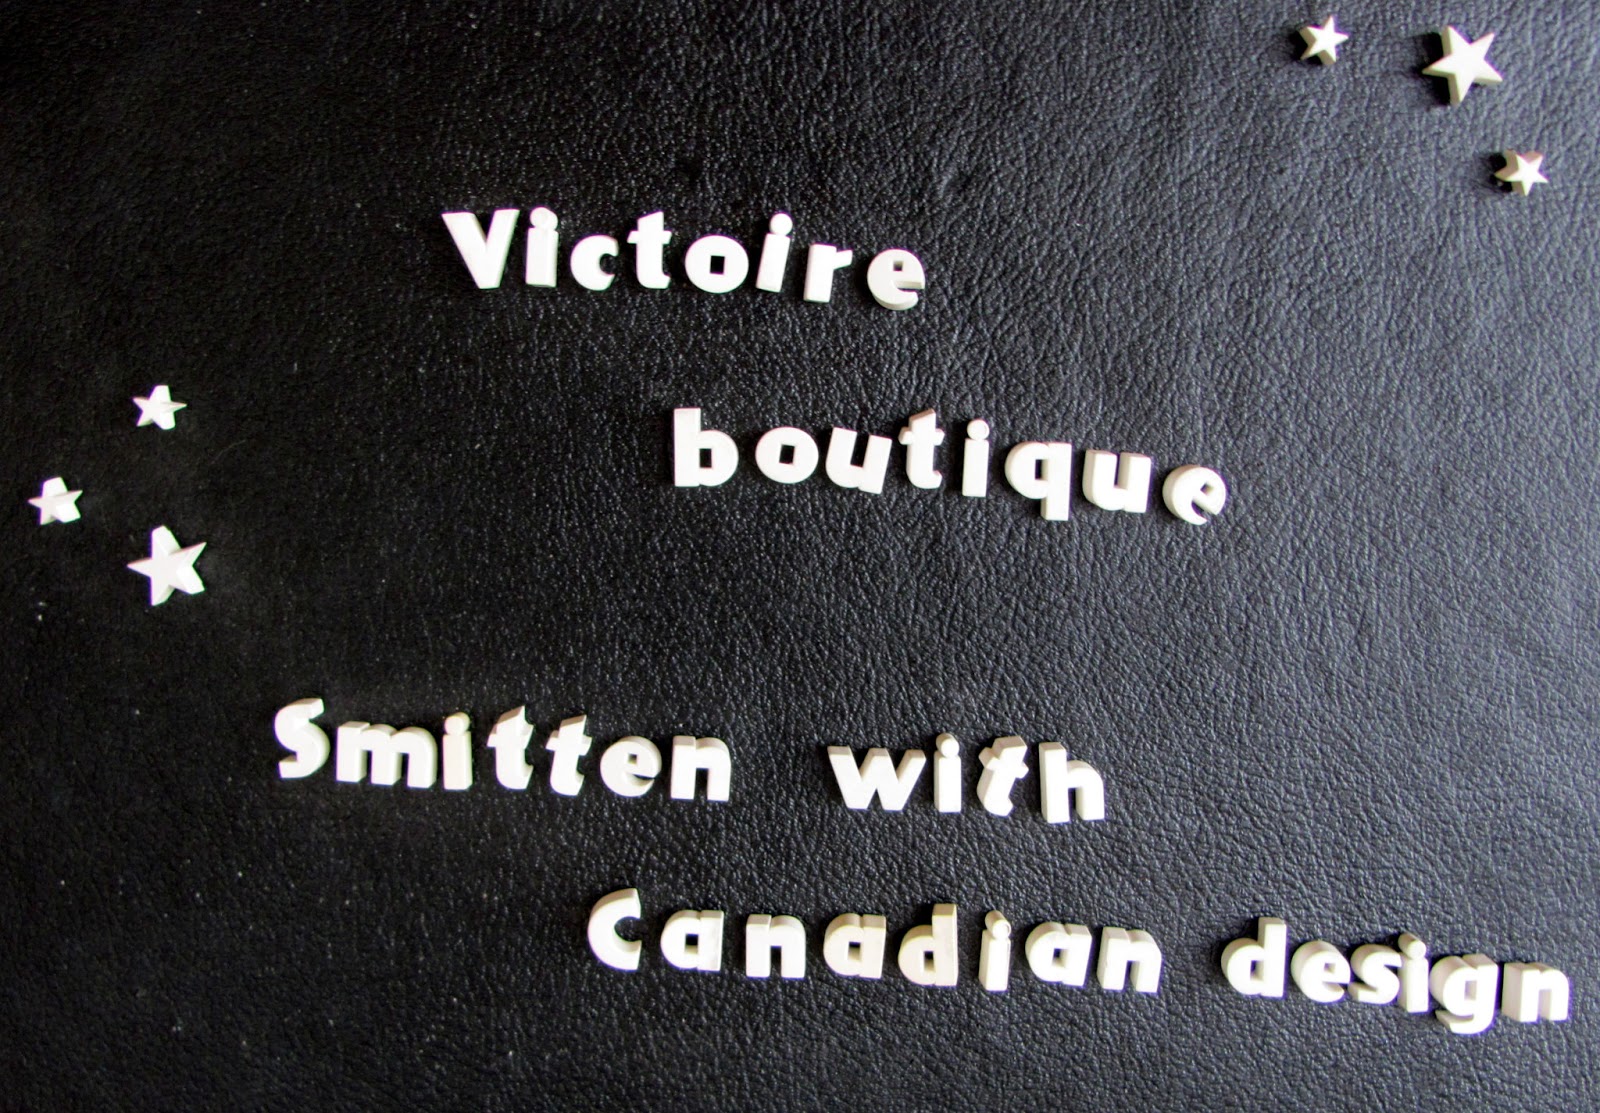 Victoire
boutique
Smitten with
Canadian design